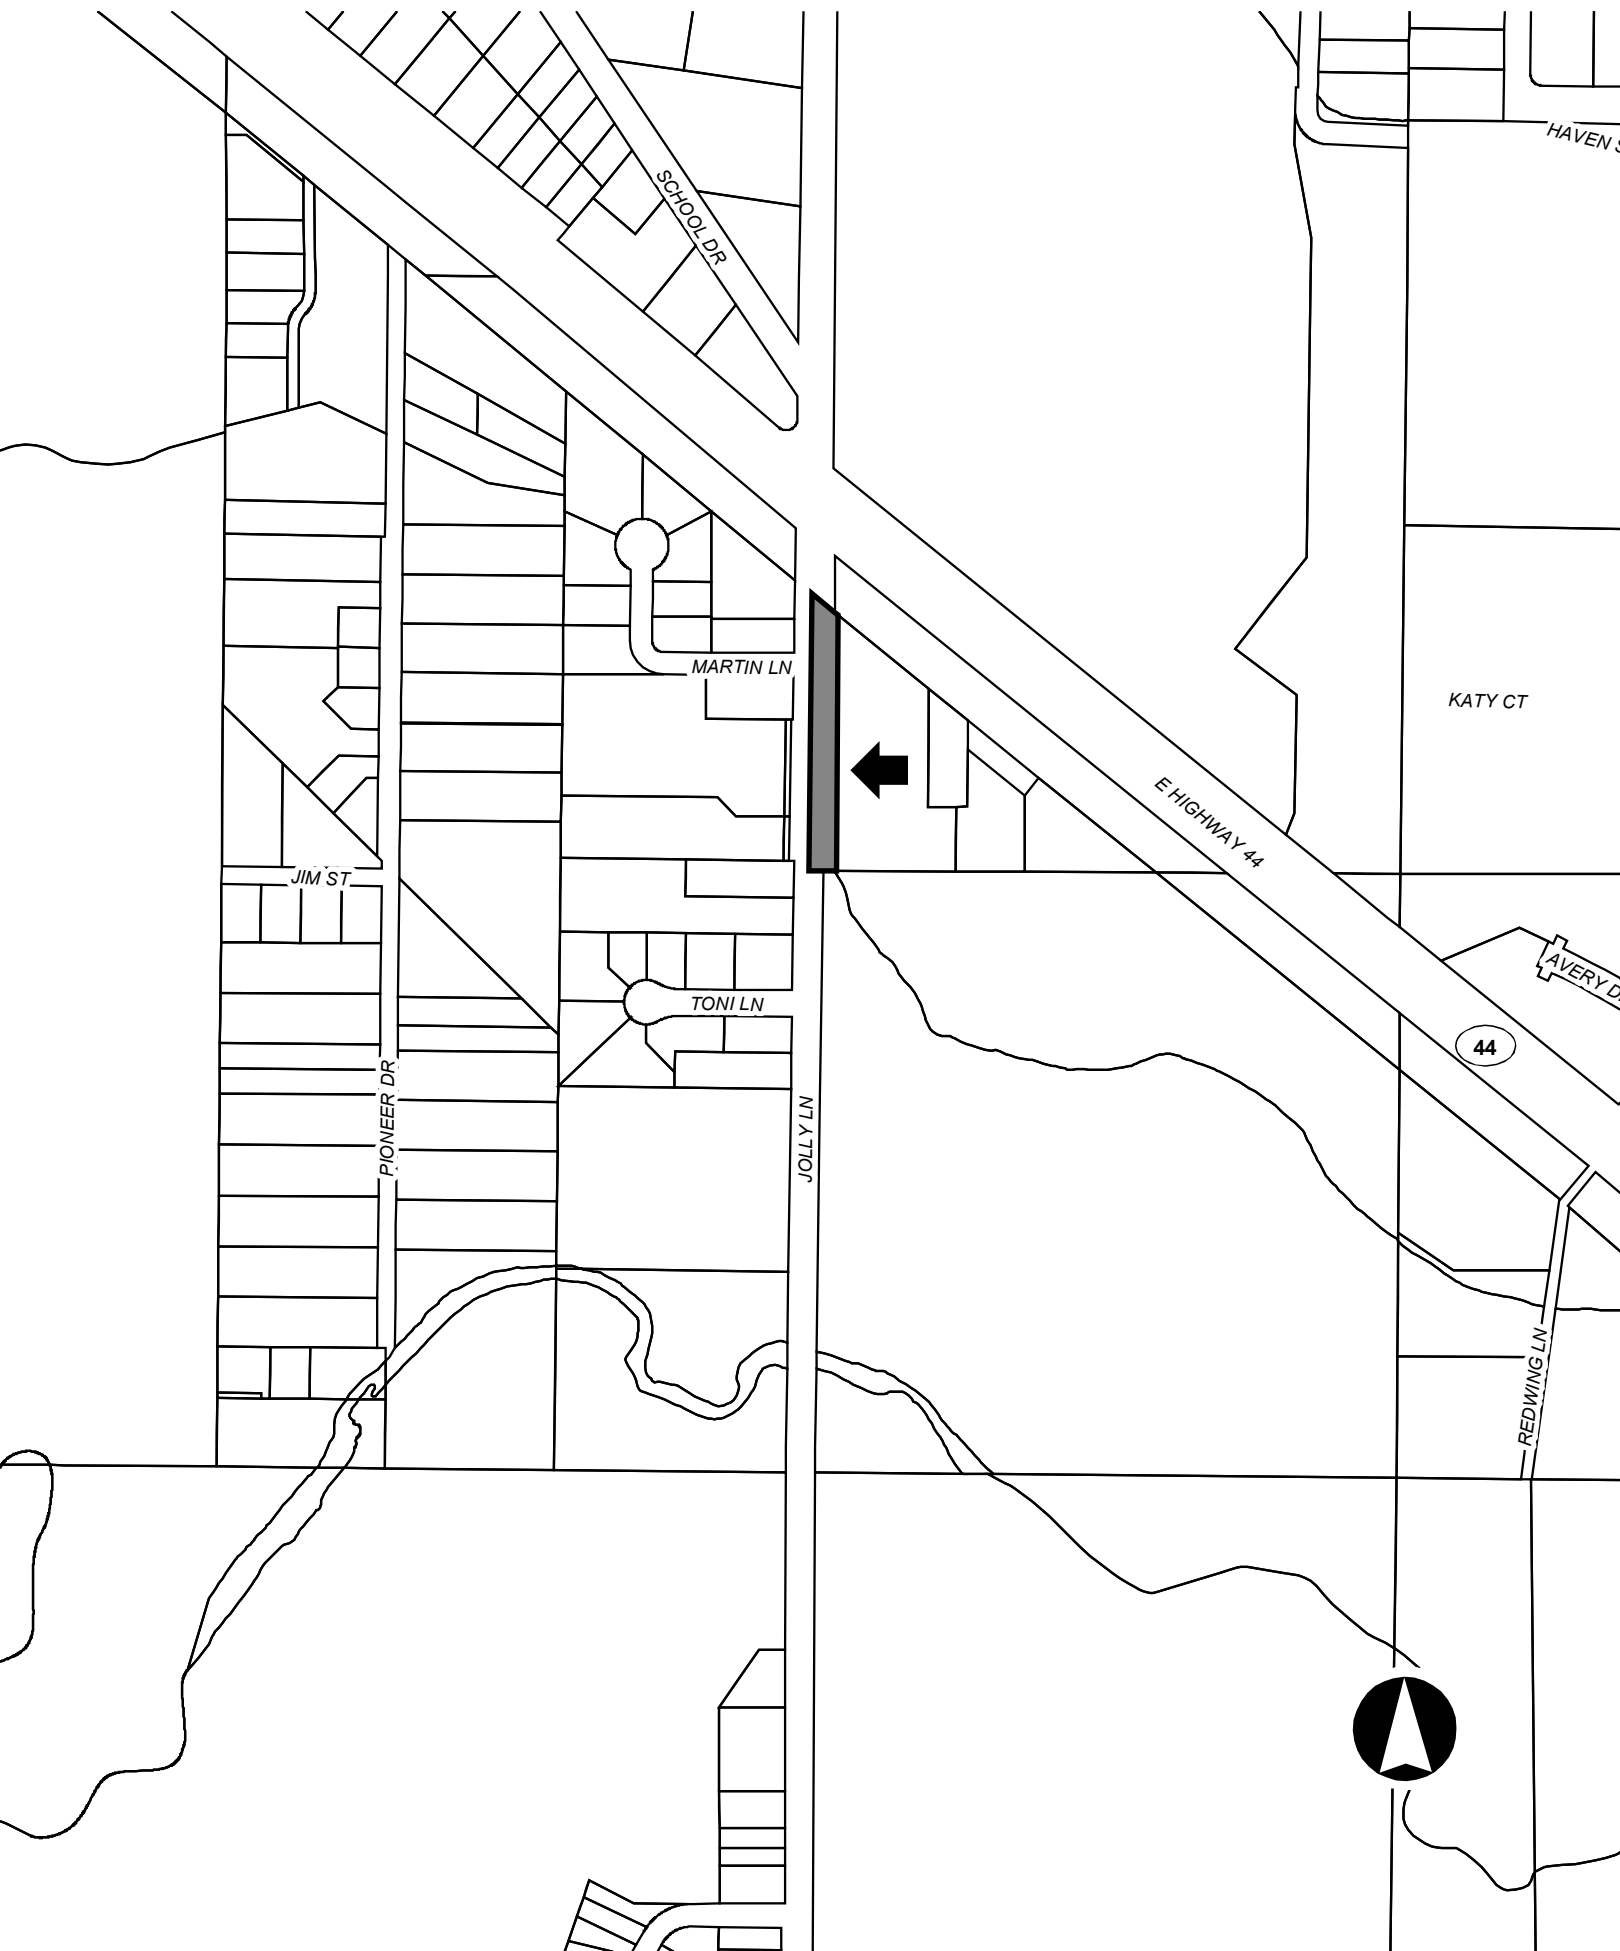 HAVEN S
SCHOOL DR
MARTIN LN
KATY CT
E HIGHWAY 44
JIM ST
AVERY D
TONI LN
44
PIONEER DR
JOLLY LN
REDWING LN